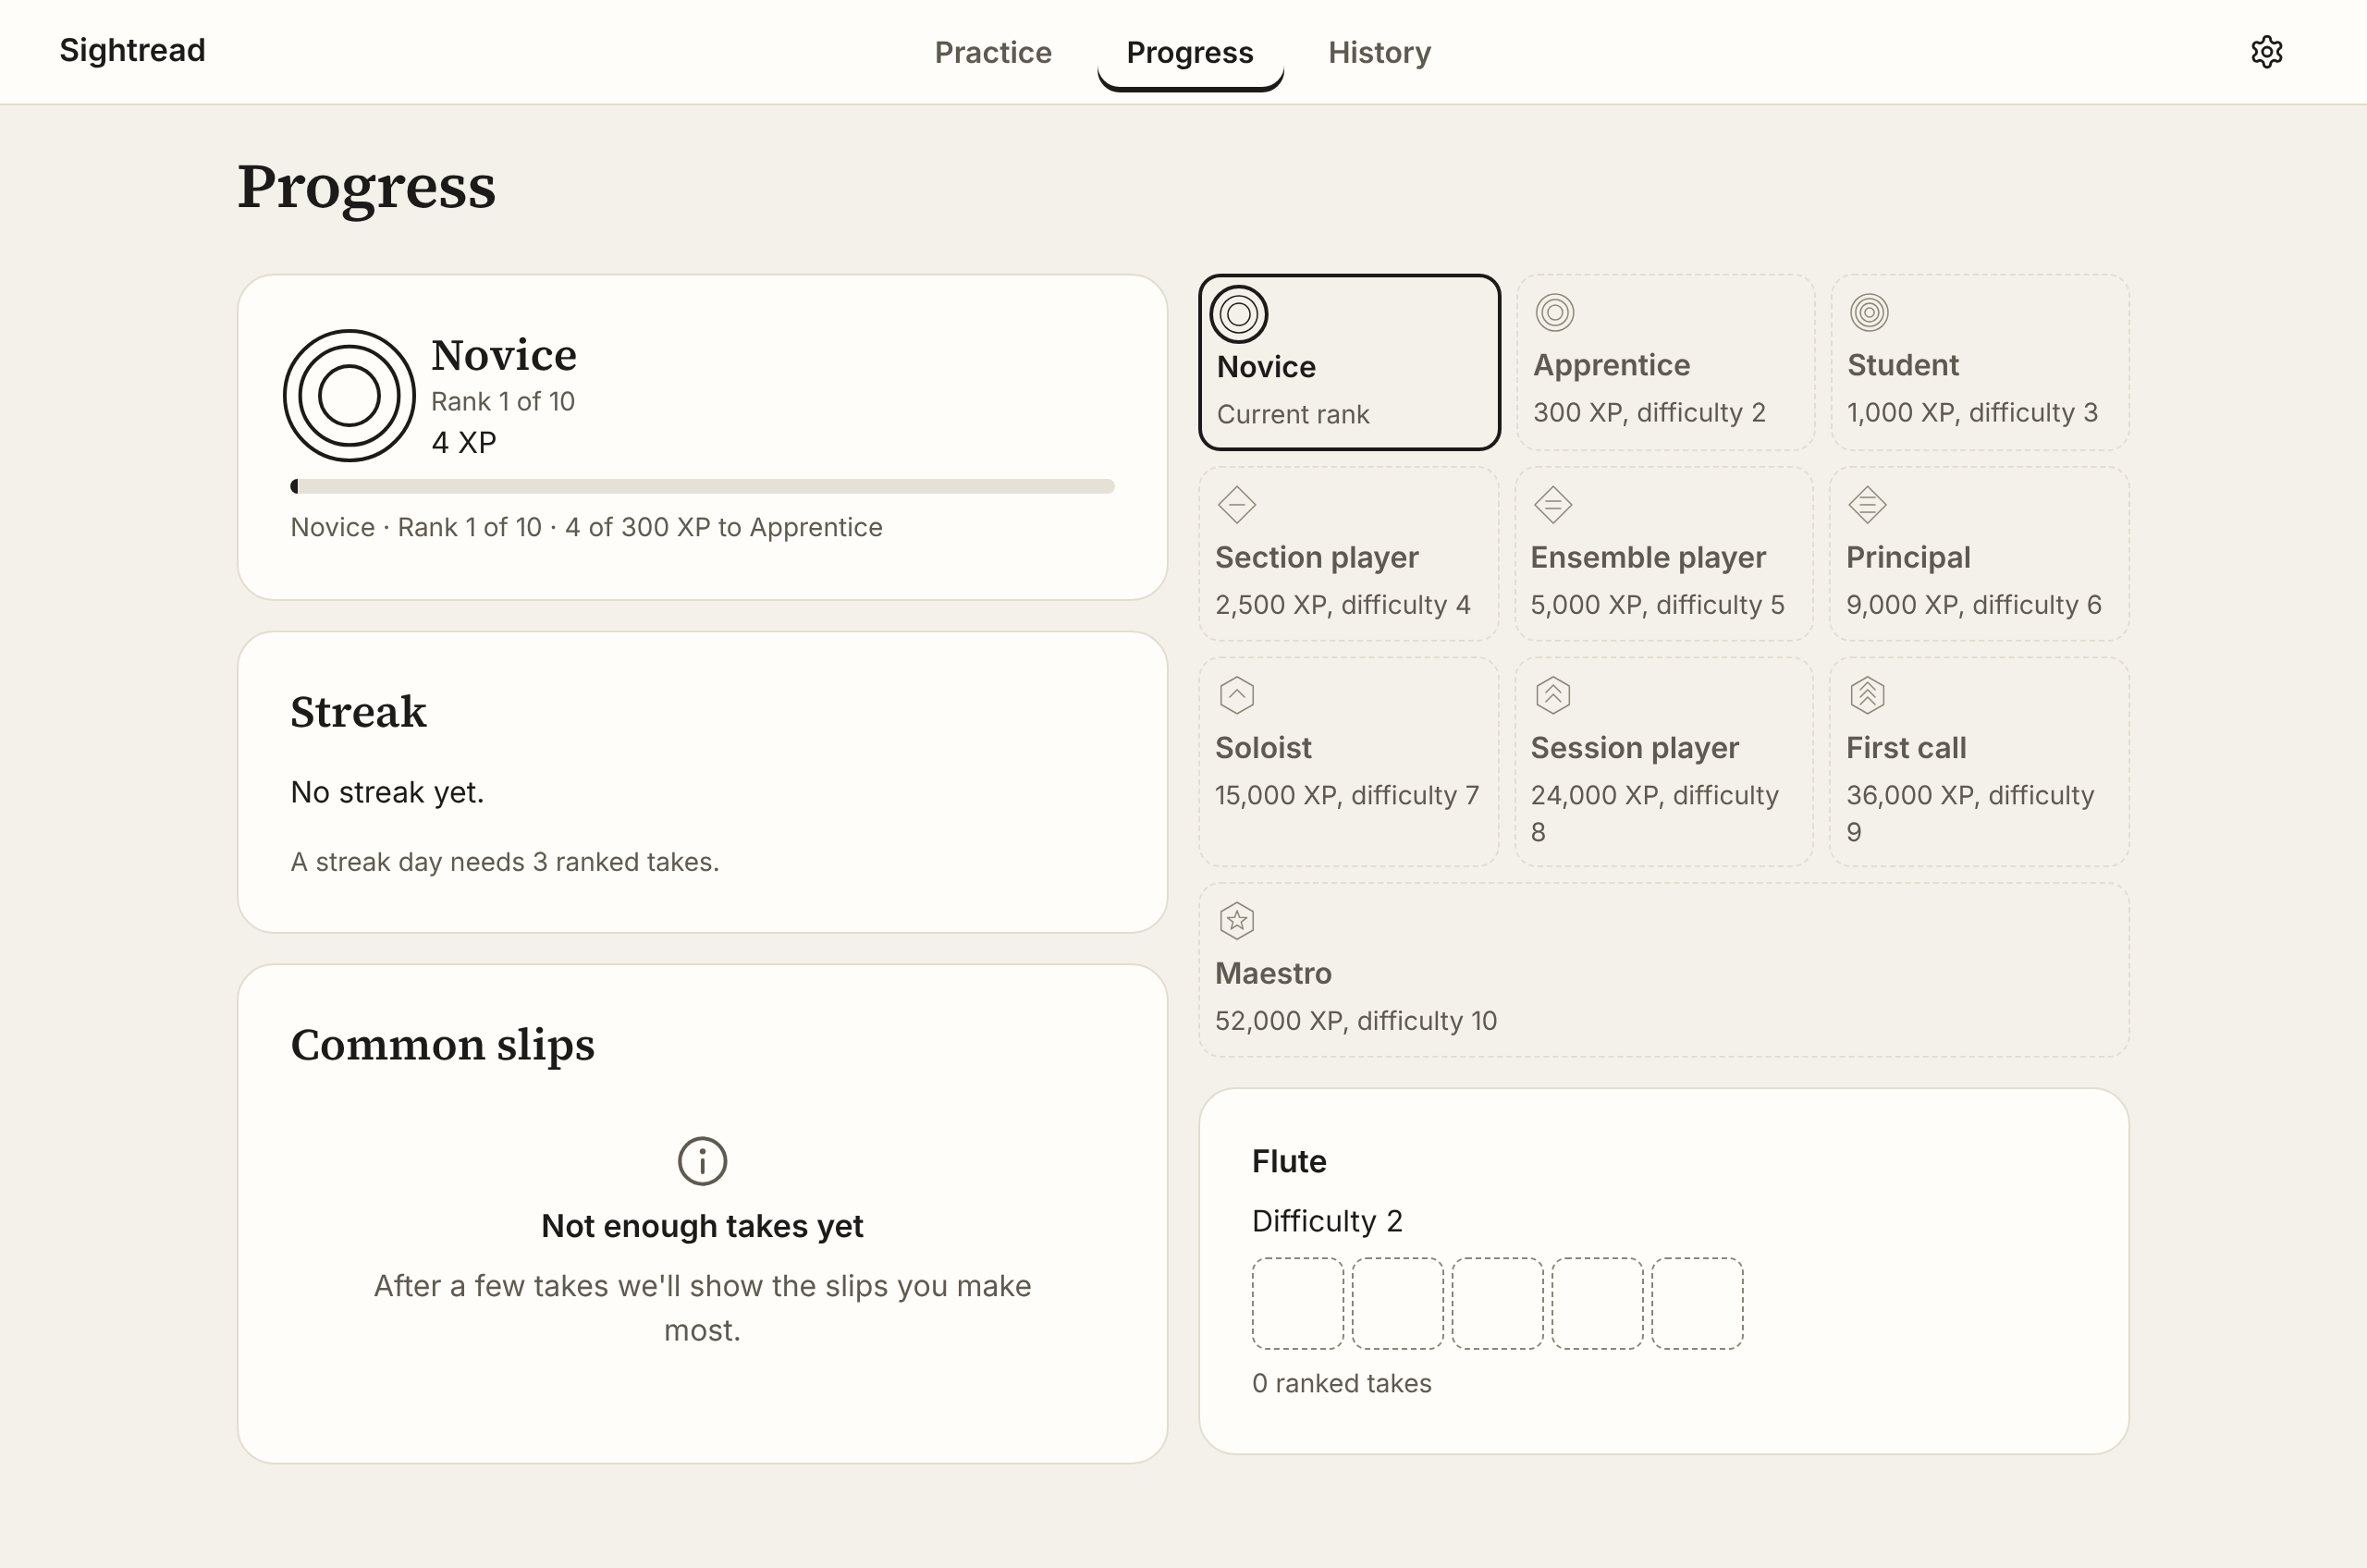 Sightread
Practice
Progress
History
Progress
Novice
Rank 1 of 10
4 XP
Novice · Rank 1 of 10 · 4 of 300 XP to Apprentice
Streak
No streak yet.
A streak day needs 3 ranked takes.
Common slips
Not enough takes yet
After a few takes we'll show the slips you make
most.
Novice
Current rank
Apprentice
300 XP, difficulty 2
Student
1,000 XP, difficulty 3
Section player
2,500 XP, difficulty 4
Ensemble player
5,000 XP, difficulty 5
Principal
9,000 XP, difficulty 6
Soloist
15,000 XP, difficulty 7
Session player
24,000 XP, difficulty
8
First call
36,000 XP, difficulty
9
Maestro
52,000 XP, difficulty 10
Flute
Difficulty 2
0 ranked takes